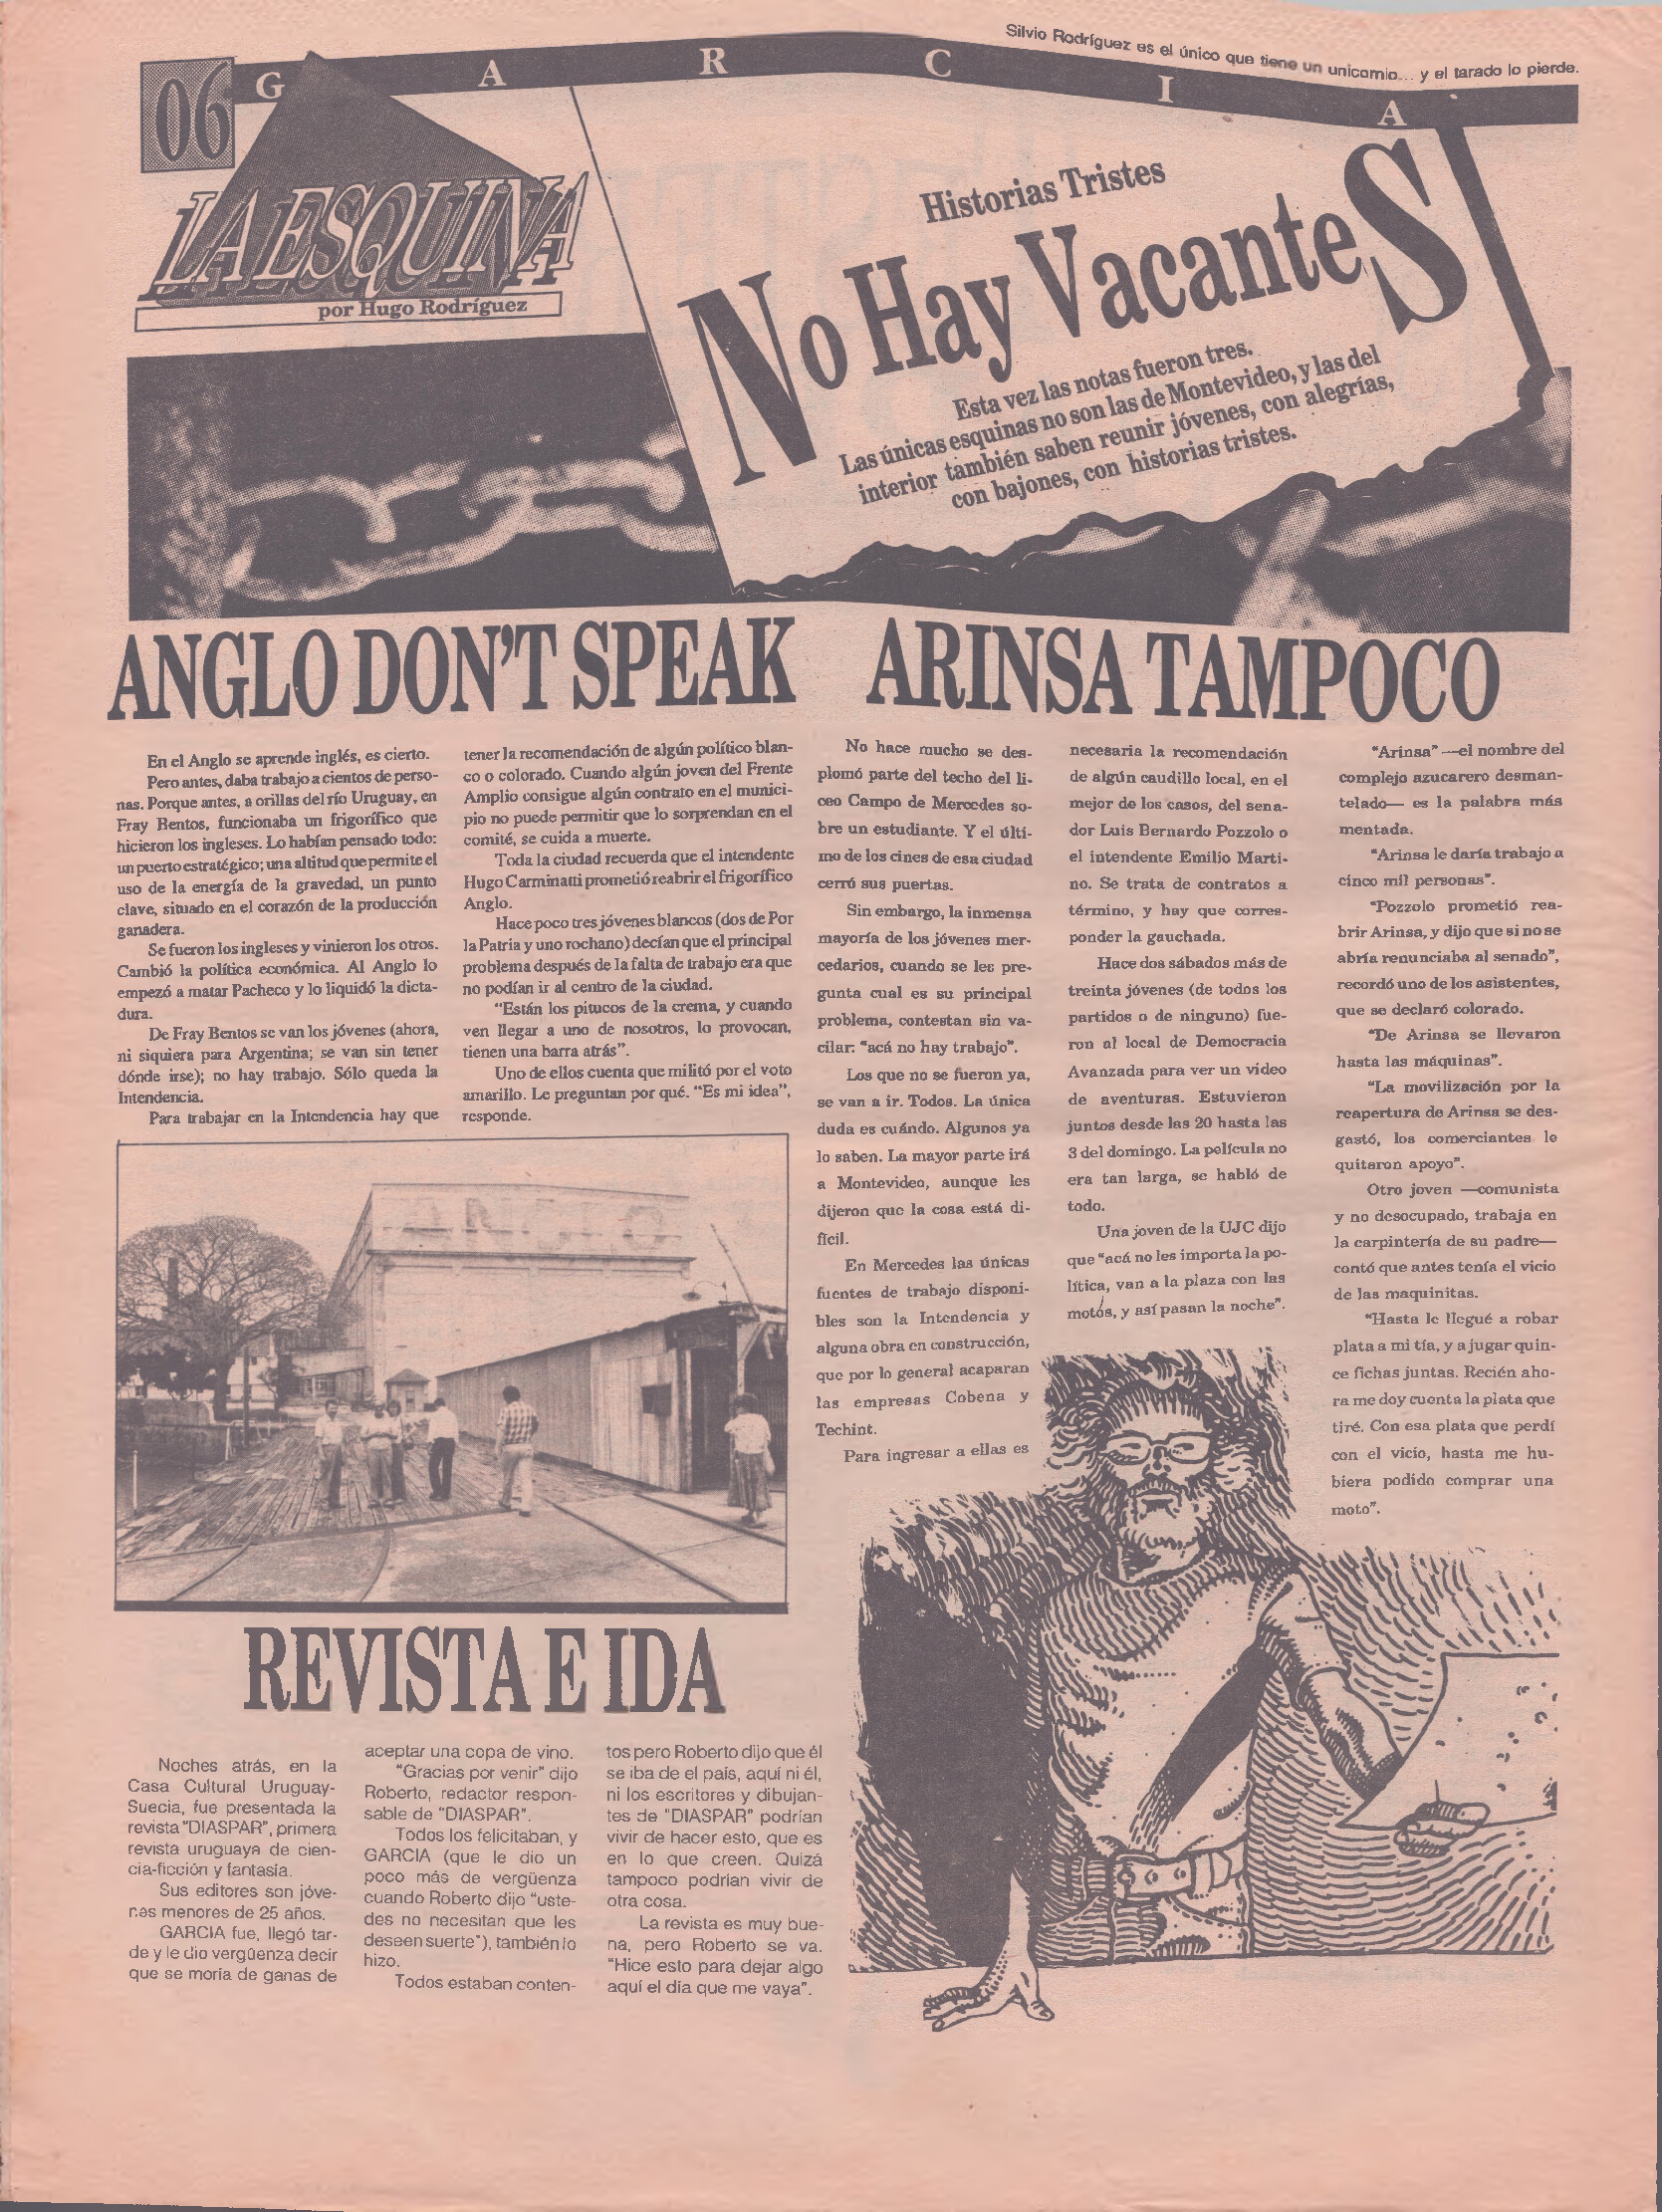 Silvio Rodríguez es el único que tiene un unicornio... y el tarado lo pierde.
06
G A R C I A
LA ESQUINA
por Hugo Rodríguez
Historias Tristes
No Hay VacanteS
Esta vez las notas fueron tres.
Las únicas esquinas no son las de Montevideo, y las del
interior también saben reunir jóvenes, con alegrías,
con bajones, con historias tristes.
ANGLO DON'T SPEAK
En el Anglo se aprende inglés, es cierto.
Pero antes, daba trabajo a cientos de perso-
nas. Porque antes, a orillas del río Uruguay, en
Fray Bentos, funcionaba un frigorífico que
hicieron los ingleses. Lo habían pensado todo:
un puerto estratégico; una altitud que permite el
uso de la energía de la gravedad, un punto
clave, situado en el corazón de la producción
ganadera.
Se fueron los ingleses y vinieron los otros.
Cambió la política económica. Al Anglo lo
empezó a matar Pacheco y lo liquidó la dicta-
dura.
De Fray Bentos se van los jóvenes (ahora,
ni siquiera para Argentina; se van sin tener
dónde irse); no hay trabajo. Sólo queda la
Intendencia.
Para trabajar en la Intendencia hay que
tener la recomendación de algún político blan-
co o colorado. Cuando algún joven del Frente
Amplio consigue algún contrato en el munici-
pio no puede permitir que lo sorprendan en el
comité, se cuida a muerte.
Toda la ciudad recuerda que el intendente
Hugo Carminatti prometió reabrir el frigorífico
Anglo.
Hace poco tres jóvenes blancos (dos de Por
la Patria y uno rochano) decían que el principal
problema después de la falta de trabajo era que
no podían ir al centro de la ciudad.
"Están los pitucos de la crema, y cuando
ven llegar a uno de nosotros, lo provocan,
tienen una barra atrás".
Uno de ellos cuenta que militó por el voto
amarillo. Le preguntan por qué. "Es mi idea",
responde.
ARINSA TAMPOCO
No hace mucho se des-
plomó parte del techo del li-
ceo Campo de Mercedes so-
bre un estudiante. Y el últi-
mo de los cines de esa ciudad
cerró sus puertas.
Sin embargo, la inmensa
mayoría de los jóvenes mer-
cedarios, cuando se les pre-
gunta cual es su principal
problema, contestan sin va-
cilar: "acá no hay trabajo".
Los que no se fueron ya,
se van a ir. Todos. La única
duda es cuándo. Algunos ya
lo saben. La mayor parte irá
a Montevideo, aunque les
dijeron que la cosa está di-
fícil.
En Mercedes las únicas
fuentes de trabajo disponi-
bles son la Intendencia y
alguna obra en construcción,
que por lo general acaparan
las empresas Cobena y
Techint.
Para ingresar a ellas es
necesaria la recomendación
de algún caudillo local, en el
mejor de los casos, del sena-
dor Luis Bernardo Pozzolo o
el intendente Emilio Marti-
no. Se trata de contratos a
término, y hay que corres-
ponder la gauchada.
Hace dos sábados más de
treinta jóvenes (de todos los
partidos o de ninguno) fue-
ron al local de Democracia
Avanzada para ver un video
de aventuras. Estuvieron
juntos desde las 20 hasta las
3 del domingo. La película no
era tan larga, se habló de
todo.
Una joven de la UJC dijo
que "acá no les importa la po-
lítica, van a la plaza con las
motos, y así pasan la noche".
"Arinsa" —el nombre del
complejo azucarero desman-
telado— es la palabra más
mentada.
"Arinsa le daría trabajo a
cinco mil personas".
"Pozzolo prometió rea-
brir Arinsa, y dijo que si no se
abría renunciaba al senado",
recordó uno de los asistentes,
que se declaró colorado.
"De Arinsa se llevaron
hasta las máquinas".
"La movilización por la
reapertura de Arinsa se des-
gastó, los comerciantes le
quitaron apoyo".
Otro joven —comunista
y no desocupado, trabaja en
la carpintería de su padre—
contó que antes tenía el vicio
de las maquinitas.
"Hasta le llegué a robar
plata a mi tía, y a jugar quin-
ce fichas juntas. Recién aho-
ra me doy cuenta la plata que
tiré. Con esa plata que perdí
con el vicio, hasta me hu-
biera podido comprar una
moto".
REVISTA E IDA
Noches atrás, en la
Casa Cultural Uruguay-
Suecia, fue presentada la
revista "DIASPAR", primera
revista uruguaya de cien-
cia-ficción y fantasía.
Sus editores son jóve-
nes menores de 25 años.
GARCIA fue, llegó tar-
de y le dio vergüenza decir
que se moría de ganas de
aceptar una copa de vino.
"Gracias por venir" dijo
Roberto, redactor respon-
sable de "DIASPAR".
Todos los felicitaban, y
GARCIA (que le dio un
poco más de vergüenza
cuando Roberto dijo "uste-
des no necesitan que les
deseen suerte"), también lo
hizo.
Todos estaban conten-
tos pero Roberto dijo que él
se iba de el país, aquí ni él,
ni los escritores y dibujan-
tes de "DIASPAR" podrían
vivir de hacer esto, que es
en lo que creen. Quizá
tampoco podrían vivir de
otra cosa.
La revista es muy bue-
na, pero Roberto se va.
"Hice esto para dejar algo
aquí el día que me vaya".